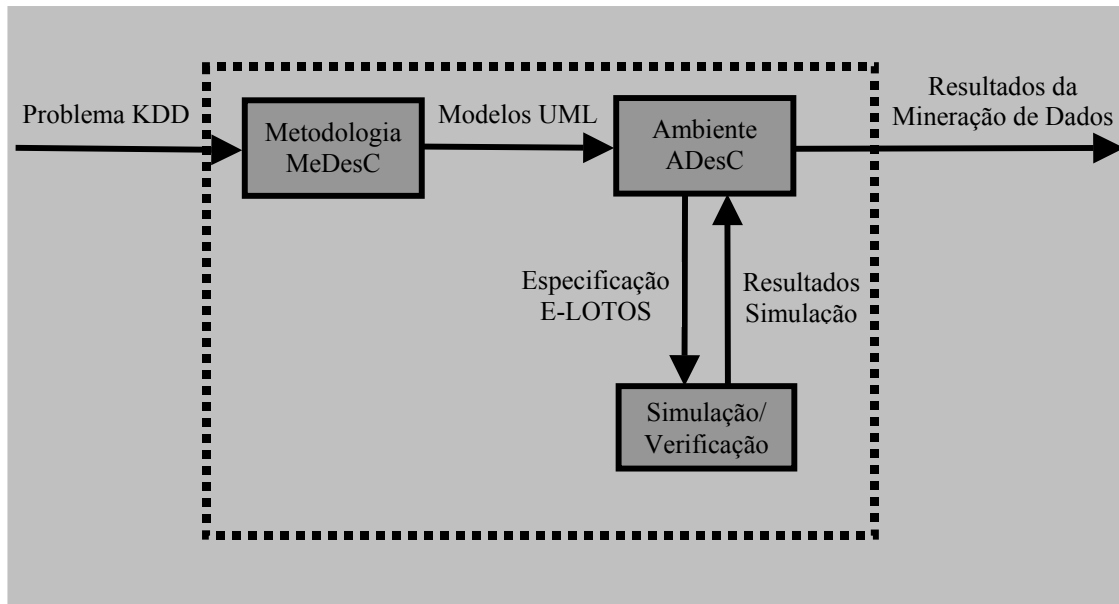 Problema KDD
Metodologia
MeDesC
Modelos UML
Ambiente
ADesC
Resultados da
Mineração de Dados
Especificação
E-LOTOS
Resultados
Simulação
Simulação/
Verificação